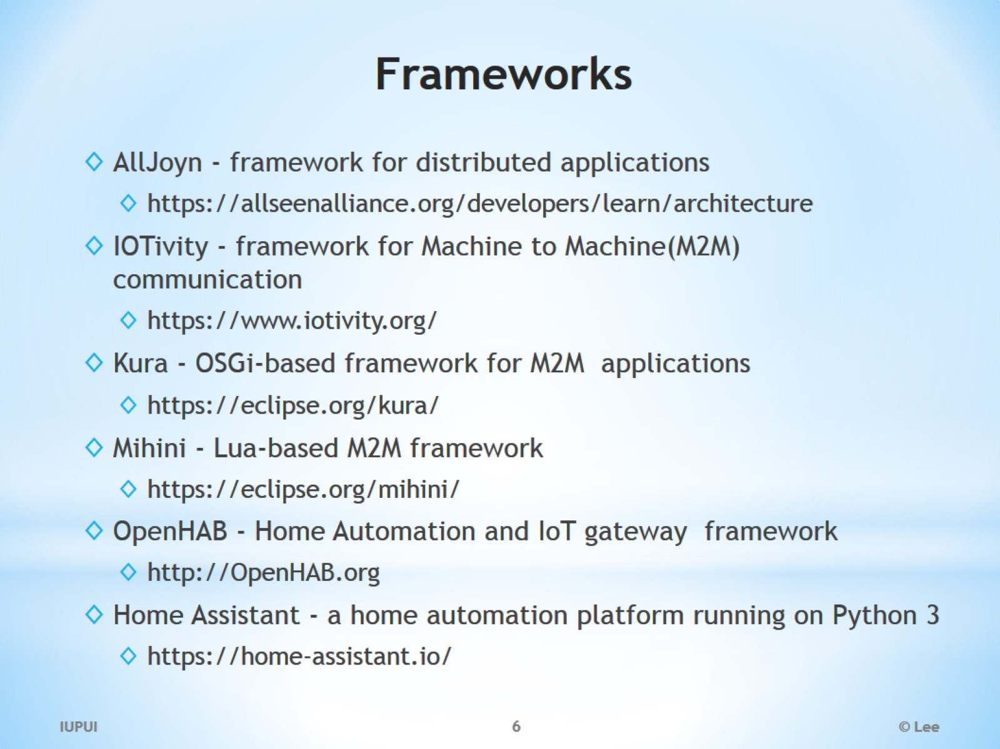 Frameworks
◇ AllJoyn - framework for distributed applications
◇ https://allseenalliance.org/developers/learn/architecture
◇ IOTivity - framework for Machine to Machine(M2M)
communication
◇ https://www.iotivity.org/
◇ Kura - OSGi-based framework for M2M  applications
◇ https://eclipse.org/kura/
◇ Mihini - Lua-based M2M framework
◇ https://eclipse.org/mihini/
◇ OpenHAB - Home Automation and IoT gateway  framework
◇ http://OpenHAB.org
◇ Home Assistant - a home automation platform running on Python 3
◇ https://home-assistant.io/
IUPUI 6 © Lee